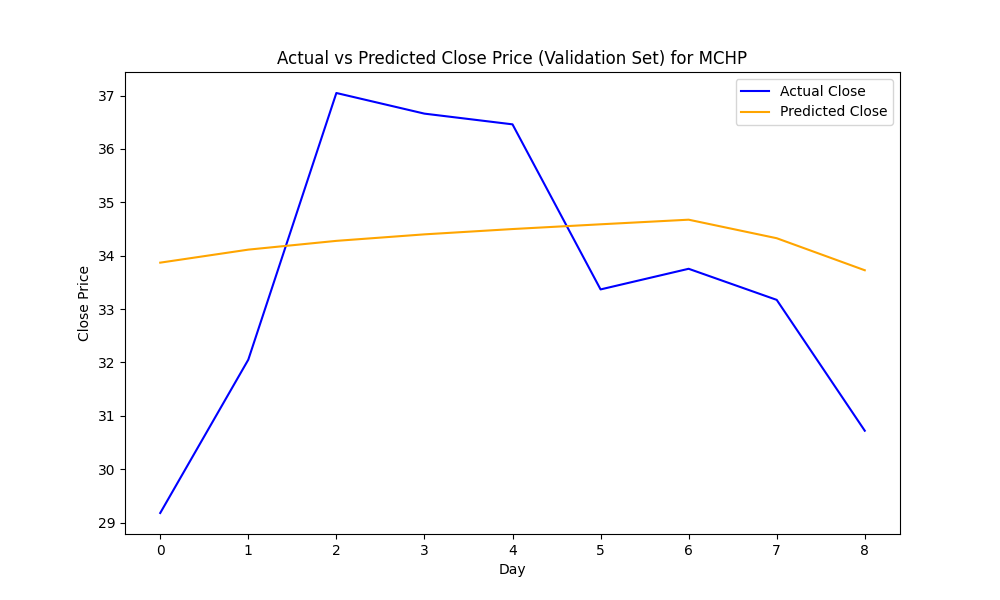 Actual vs Predicted Close Price (Validation Set) for MCHP
Actual Close
Predicted Close
Close Price
37
36
35
34
33
32
31
30
29
0 1 2 3 4 5 6 7 8
Day